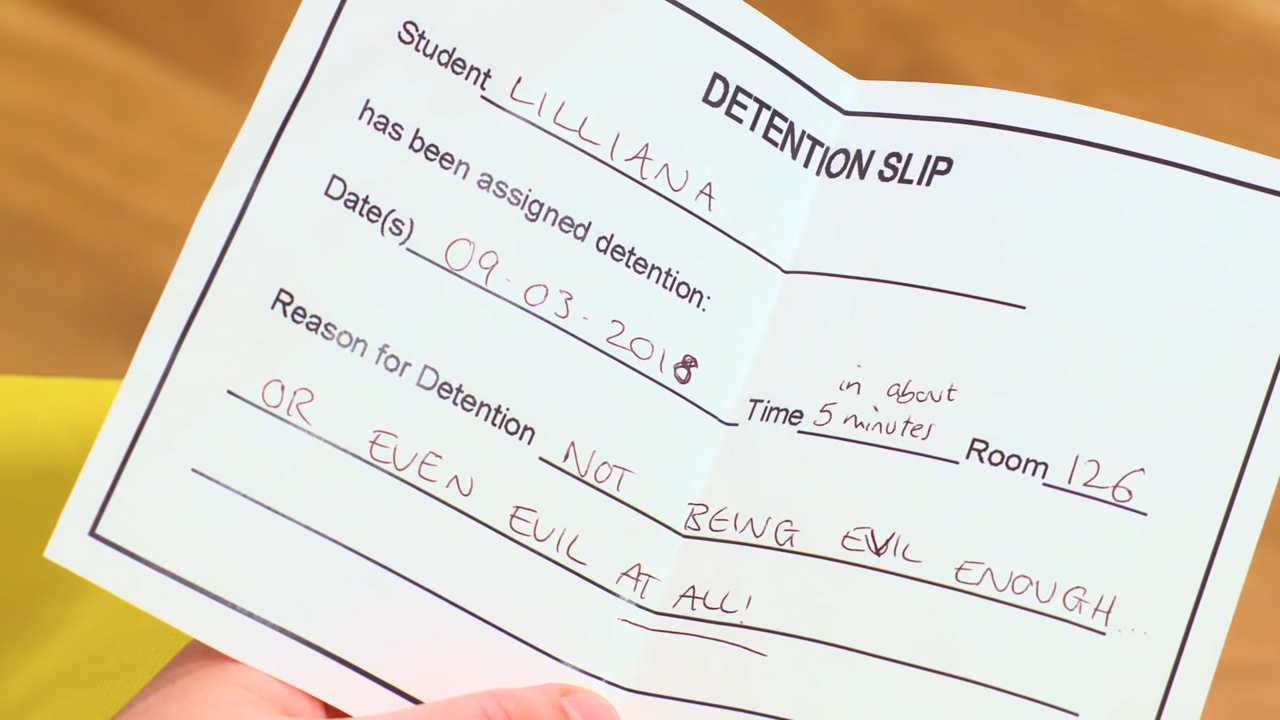 DETENTION SLIP
Student LILLIANA
has been assigned detention:
in about
Date(s) 09-03-2018 Time 5 minutes Room 126
Reason for Detention NOT BEING EVIL ENOUGH...
OR EVEN EVIL AT ALL!